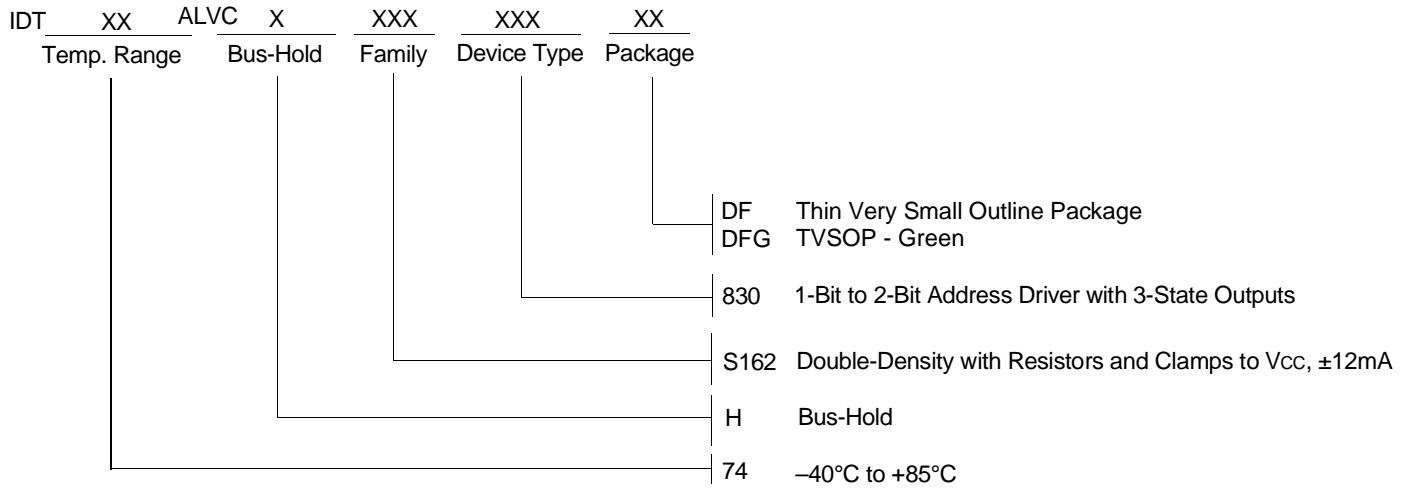 IDT XX ALVC X XXX XXX XX
Temp. Range Bus-Hold Family Device Type Package
DF Thin Very Small Outline Package
DFG TVSOP - Green
830 1-Bit to 2-Bit Address Driver with 3-State Outputs
S162 Double-Density with Resistors and Clamps to VCC, ±12mA
H Bus-Hold
74 –40°C to +85°C